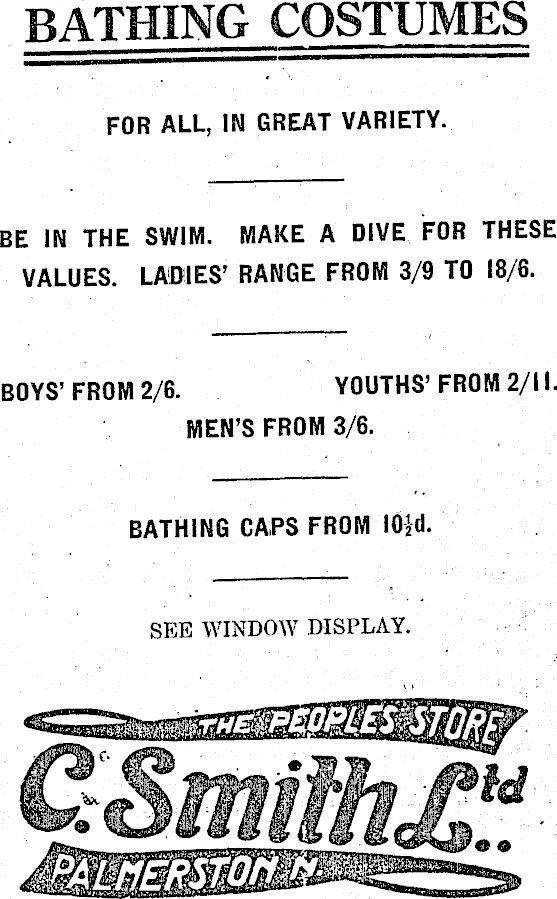 BATHING COSTUMES
FOR ALL, IN GREAT VARIETY.
BE IN THE SWIM. MAKE A DIVE FOR THESE
VALUES. LADIES' RANGE FROM 3/9 TO 18/6.
BOYS' FROM 2/6. YOUTHS' FROM 2/11.
MEN'S FROM 3/6.
BATHING CAPS FROM 10½d.
SEE WINDOW DISPLAY.
THE PEOPLES STORE
C. Smith Ltd..
PALMERSTON N.